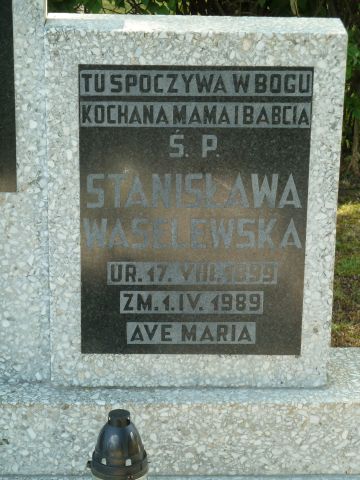 TU SPOCZYWA W BOGU
KOCHANA MAMA I BABCIA
Ś. P.
STANISŁAWA
WASELEWSKA
UR. 17. VIII. 1899
ZM. 1. IV. 1989
AVE MARIA